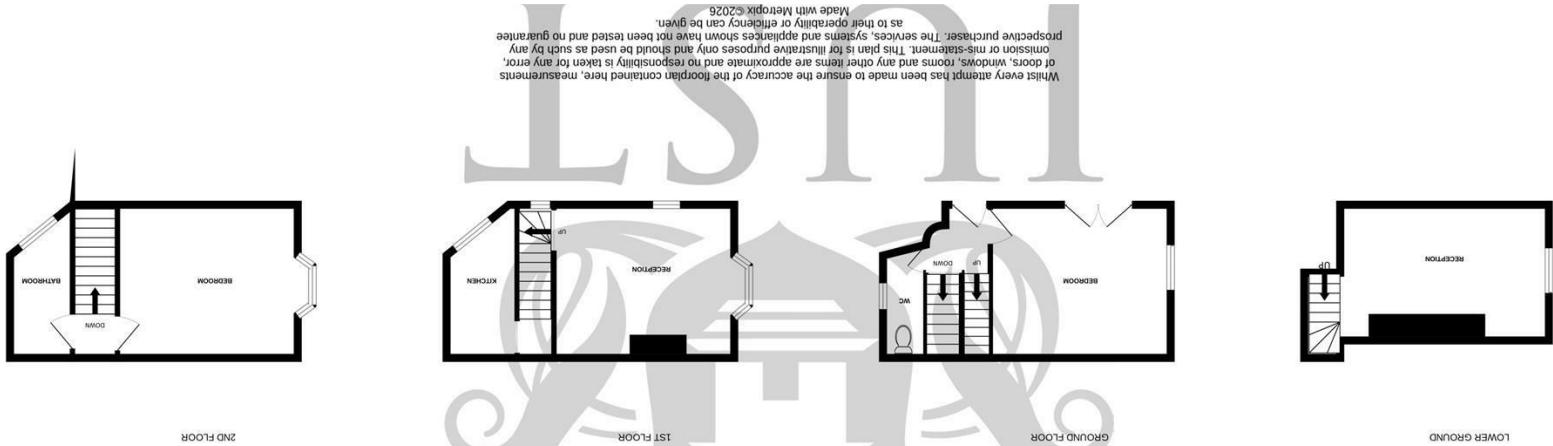 LOWER GROUND
GROUND FLOOR
1ST FLOOR
2ND FLOOR
RECEPTION
UP
BEDROOM
UP
DOWN
WC
RECEPTION
UP
KITCHEN
BEDROOM
DOWN
BATHROOM
UST
Whilst every attempt has been made to ensure the accuracy of the floorplan contained here, measurements
of doors, windows, rooms and any other items are approximate and no responsibility is taken for any error,
omission or mis-statement. This plan is for illustrative purposes only and should be used as such by any
prospective purchaser. The services, systems and appliances shown have not been tested and no guarantee
as to their operability or efficiency can be given.
Made with Metropix ©2026